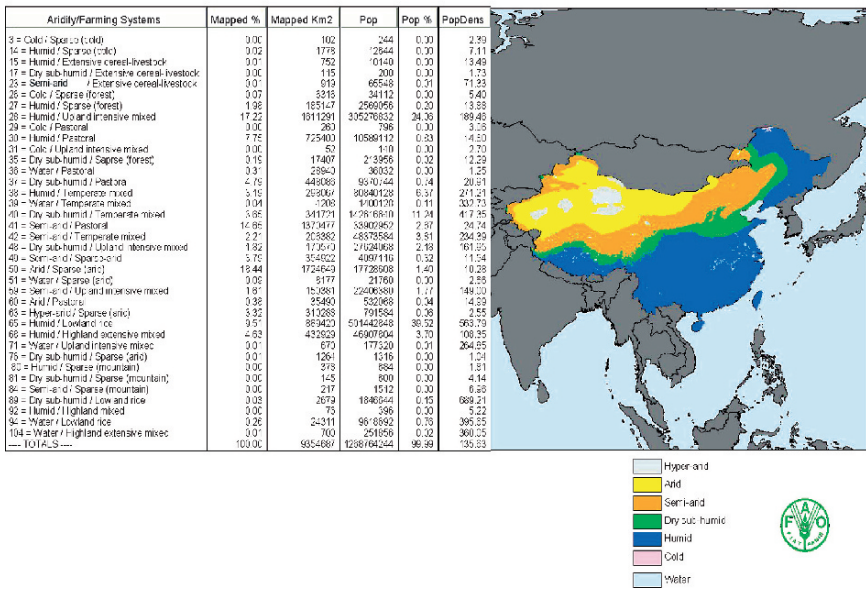 Aridity/Farming Systems Mapped % Mapped Km2 Pop Pop % PopDens
3 = Cold / Sparse (cold) 0.00 102 244 0.00 2.39
14 = Humid / Sparse (cold) 0.02 1778 12644 0.00 7.11
15 = Humid / Extensive cereal-livestock 0.01 752 10140 0.00 13.49
17 = Dry sub-humid / Extensive cereal-livestock 0.00 115 200 0.00 1.73
23 = Semi-arid / Extensive cereal-livestock 0.01 919 65548 0.01 71.33
26 = Cold / Sparse (forest) 0.07 34112 0.00 5.40
27 = Humid / Sparse (forest) 1.98 185147 2569056 0.20 13.88
28 = Humid / Upland intensive mixed 17.22 1611291 305276832 189.46
29 = Cold / Pastoral 0.00 260 796 0.00 3.06
30 = Humid / Pastoral 7.75 725400 10589112 0.83 14.60
31 = Cold / Upland intensive mixed 0.00 52 140 0.00 2.70
35 = Dry sub-humid / Saprse (forest) 0.19 17407 213956 0.02 12.29
36 = Water / Pastoral 0.31 28940 36032 0.00 1.25
37 = Dry sub-humid / Pastoral 4.79 448086 9370744 0.74 20.91
38 = Humid / Temperate mixed 3.19 298067 80840128 6.37 271.21
39 = Water / Temperate mixed 0.04 4208 1400120 0.11 332.73
40 = Dry sub-humid / Temperate mixed 3.65 341721 142616640 11.24 417.35
41 = Semi-arid / Pastoral 14.65 1370477 33902952 2.67 24.74
42 = Semi-arid / Temperate mixed 2.21 206382 48373584 3.81 234.39
48 = Dry sub-humid / Upland intensive mixed 1.82 170570 27624068 2.18 161.95
49 = Semi-arid / Sparse-arid 3.79 354922 4097116 0.32 11.54
50 = Arid / Sparse (arid) 18.44 1724649 17728608 1.40 10.28
51 = Water / Sparse (arid) 0.09 8177 21760 0.00 2.66
59 = Semi-arid / Upland intensive mixed 1.61 150381 22406380 1.77 149.00
60 = Arid / Pastoral 0.38 35490 532068 0.04 14.99
63 = Hyper-arid / Sparse (arid) 3.32 310288 791584 0.06 2.55
65 = Humid / Lowland rice 9.51 889420 501442848 39.52 563.79
68 = Humid / Highland extensive mixed 4.63 432929 46907804 3.70 108.35
71 = Water / Upland intensive mixed 0.01 670 177320 0.01 264.65
76 = Dry sub-humid / Sparse (arid) 0.01 1264 1316 0.00 1.04
80 = Humid / Sparse (mountain) 0.00 378 684 0.00 1.81
81 = Dry sub-humid / Sparse (mountain) 0.00 145 600 0.00 4.14
84 = Semi-arid / Sparse (mountain) 0.00 217 1512 0.00 6.96
89 = Dry sub-humid / Lowland rice 0.03 2679 1846644 0.15 689.21
92 = Humid / Highland mixed 0.00 76 396 0.00 5.22
94 = Water / Lowland rice 0.26 24311 9618892 0.76 395.65
104 = Water / Highland extensive mixed 0.01 700 251856 0.02 360.05
---- TOTALS ---- 100.00 9354687 1268764244 99.99 135.63
Hyper-arid
Arid
Semi-arid
Dry sub-humid
Humid
Cold
Water
F A O
FIAT PANIS